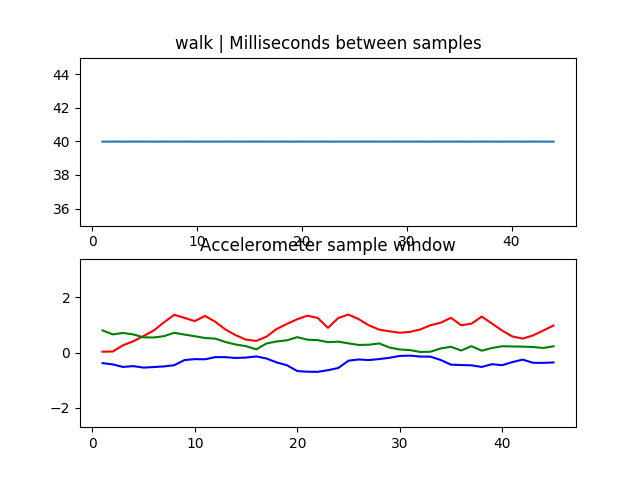 walk | Milliseconds between samples
44
42
40
38
36
0 10 20 30 40
Accelerometer sample window
2
0
−2
0 10 20 30 40